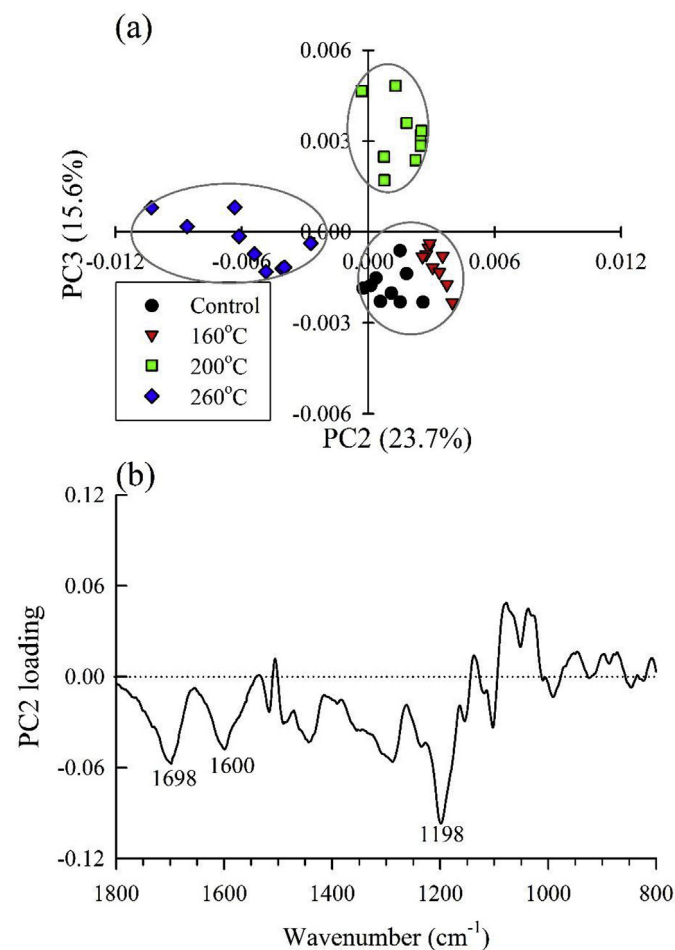 (a)
0.006
0.003
0.000
-0.012 -0.006 0.000 0.006 0.012
-0.003
-0.006
PC3 (15.6%)
PC2 (23.7%)
Control
160°C
200°C
260°C
(b)
0.12
0.06
0.00
-0.06
-0.12
PC2 loading
1698
1600
1198
1800 1600 1400 1200 1000 800
Wavenumber (cm⁻¹)